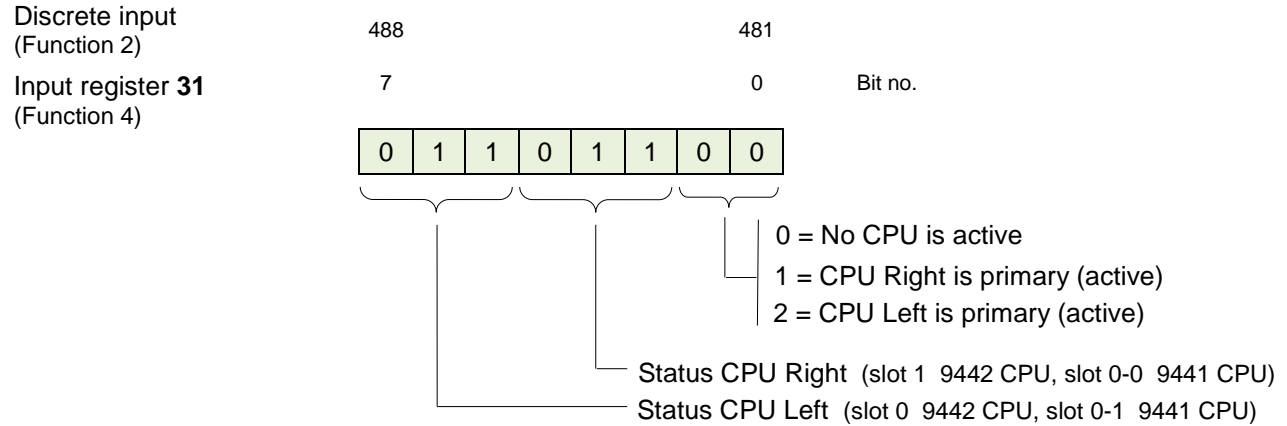 Discrete input
(Function 2)
488 481
Input register 31
(Function 4)
7 0 Bit no.
0 1 1 0 1 1 0 0
0 = No CPU is active
1 = CPU Right is primary (active)
2 = CPU Left is primary (active)
Status CPU Right (slot 1 9442 CPU, slot 0-0 9441 CPU)
Status CPU Left (slot 0 9442 CPU, slot 0-1 9441 CPU)